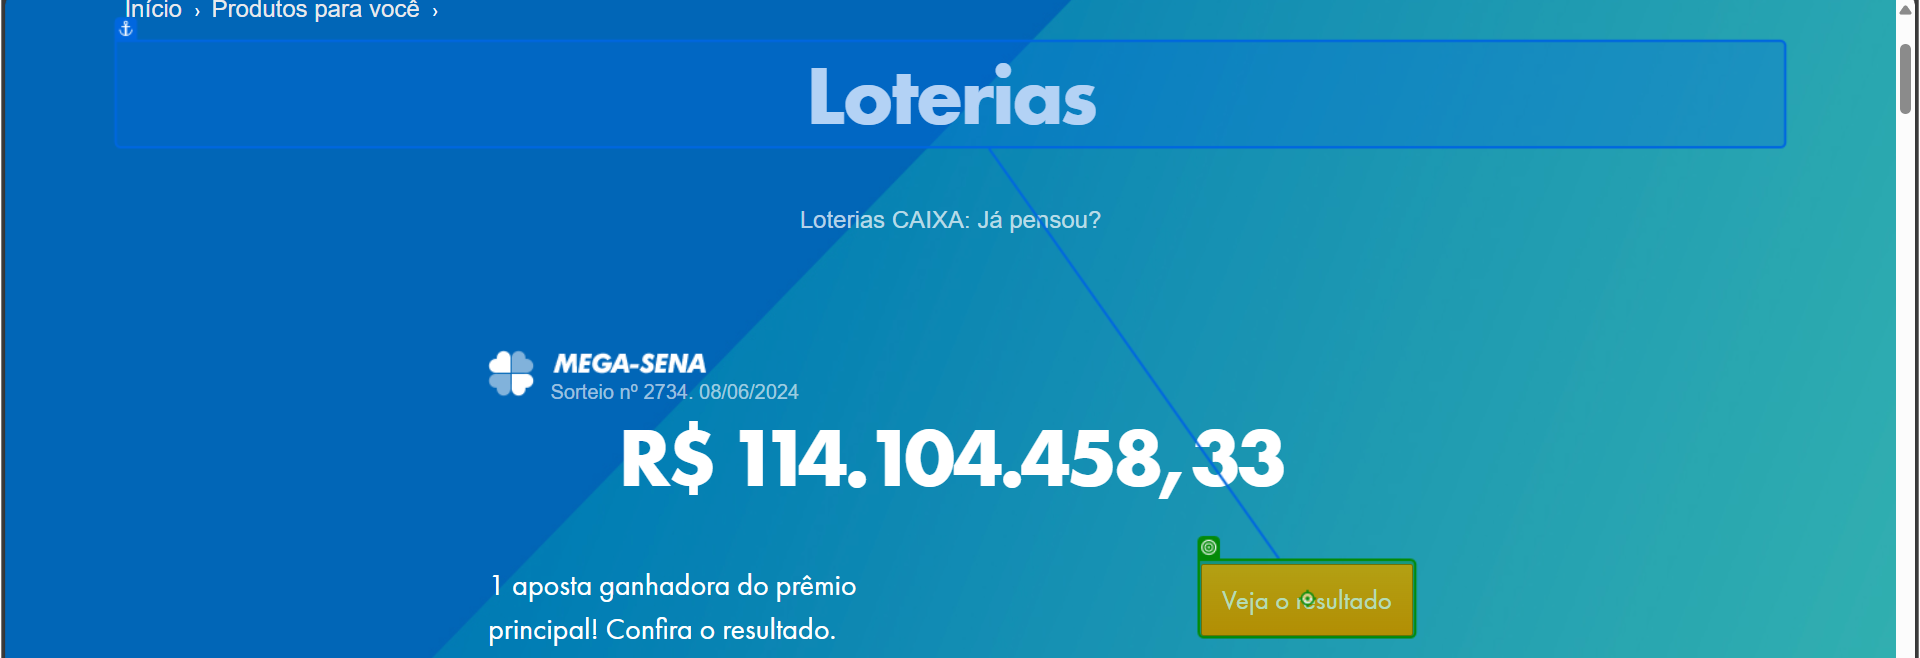 Início › Produtos para você ›
Loterias
Loterias CAIXA: Já pensou?
MEGA-SENA
Sorteio nº 2734. 08/06/2024
R$ 114.104.458,33
1 aposta ganhadora do prêmio
principal! Confira o resultado.
Veja o resultado